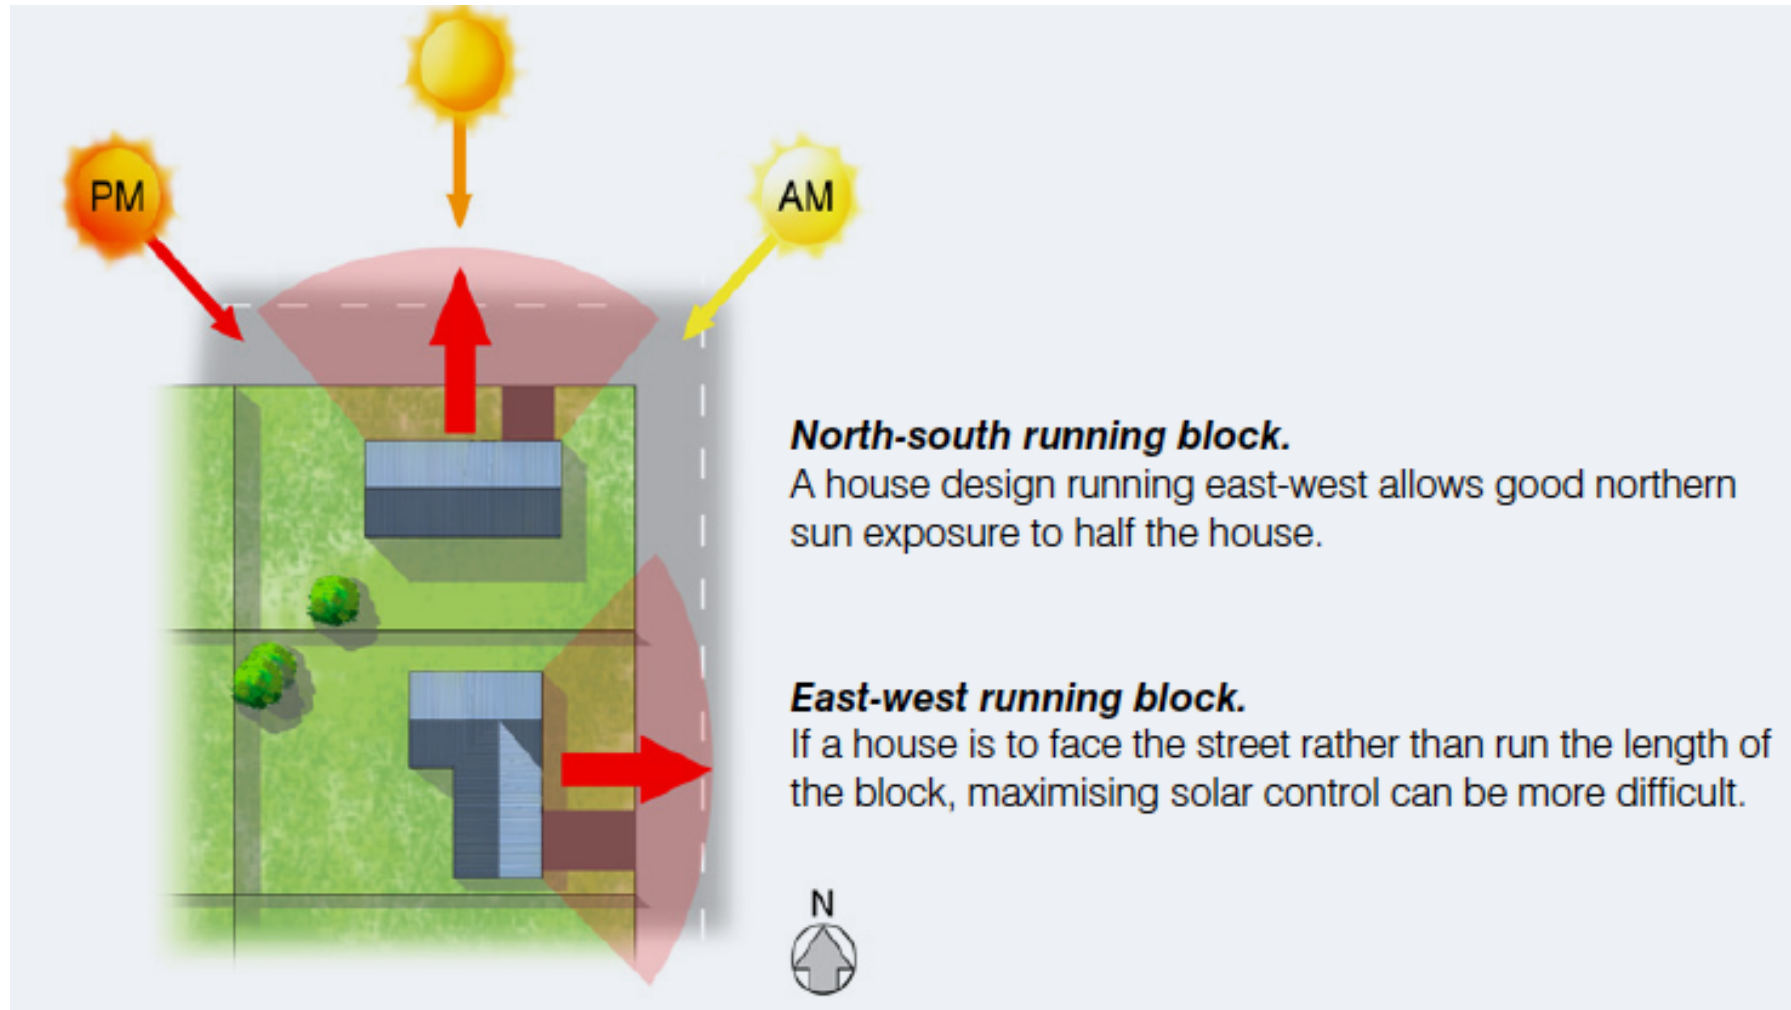 PM
AM
North-south running block.
A house design running east-west allows good northern
sun exposure to half the house.
East-west running block.
If a house is to face the street rather than run the length of
the block, maximising solar control can be more difficult.
N